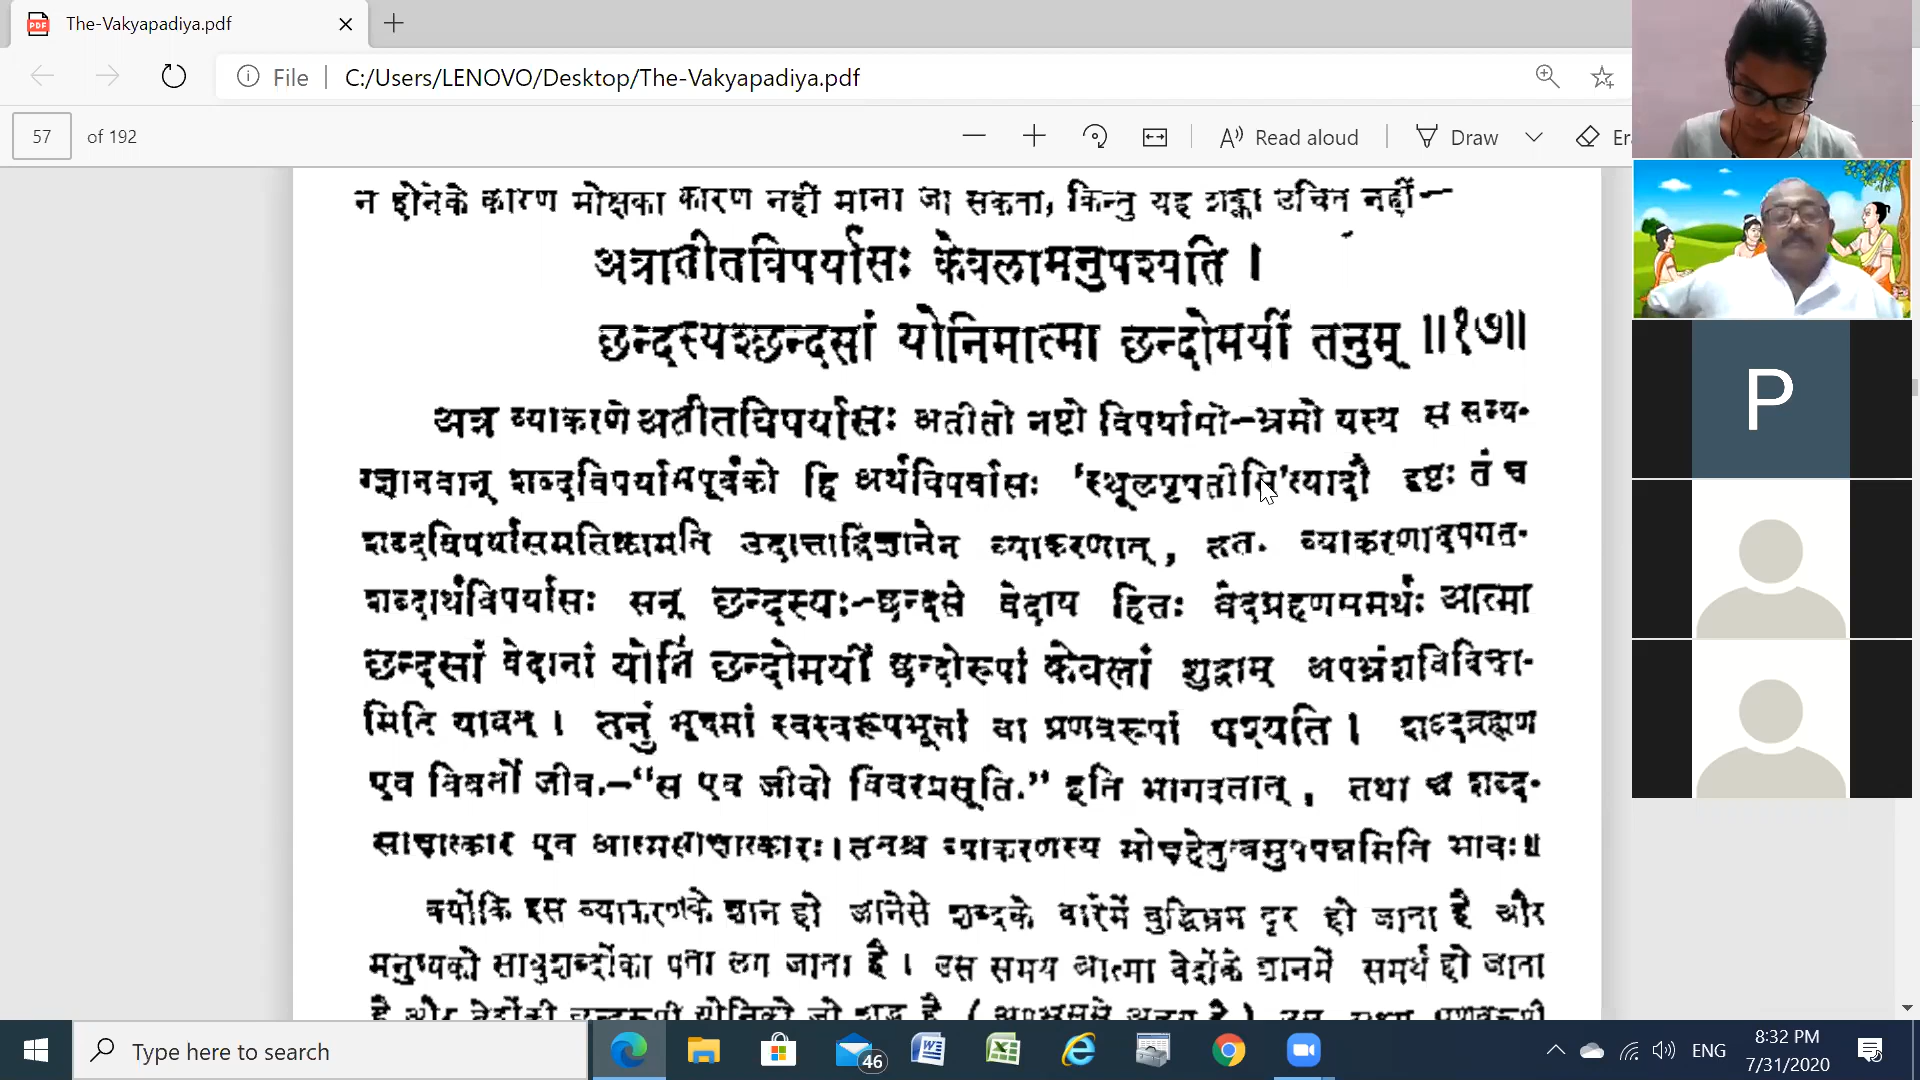 The-Vakyapadiya.pdf
File
C:/Users/LENOVO/Desktop/The-Vakyapadiya.pdf
57 of 192
Read aloud
Draw
न होनेके कारण मोक्षका कारण नहीं माना जा सकता, किन्तु यह शङ्का उचित नहीं—
अत्रातीतविपर्यासः केवलामनुपश्यति ।
छन्दस्यश्छन्दसां योनिमात्मा छन्दोमयीं तनुम् ॥१७॥
अत्र व्याकरणे अतीतविपर्यासः अतीतो नष्टो विपर्यासो-भ्रमो यस्य स सम्य-
ग्ज्ञानवान् शब्दविपर्यासपूर्वको हि अर्थविपर्यासः 'स्थूलपृषतीमि'त्यादौ दृष्टः तं च
शब्दविपर्यासमतिक्रामति उदात्तादिज्ञानेन व्याकरणात्, ततः व्याकरणादपगत-
शब्दार्थविपर्यासः सन् छन्दस्यः-छन्दसे वेदाय हितः वेदग्रहणसमर्थः आत्मा
छन्दसां वेदानां योनिं छन्दोमयीं छन्दोरूपां केवलां शुद्धाम् अपभ्रंशविविक्ता-
मिति यावत् । तनुं सूक्ष्मां स्वस्वरूपभूतां वा प्रणवरूपां पश्यति । शब्दब्रह्मण
एव विवर्तो जीवः-"स एष जीवो विवरप्रसूतिः" इति भागवतात्, तथा च शब्द-
साक्षात्कार एव आत्मसाक्षात्कारः । ततश्च व्याकरणस्य मोक्षहेतुत्वमुपपन्नमिति भावः ॥
क्योंकि इस व्याकरणके ज्ञान हो जानेसे शब्दके बारेमें बुद्धिभ्रम दूर हो जाता है और
मनुष्यको साधुशब्दोंका पता लग जाता है । उस समय आत्मा वेदोंके ज्ञानमें समर्थ हो जाता
P
Type here to search
46
ENG
8:32 PM
7/31/2020